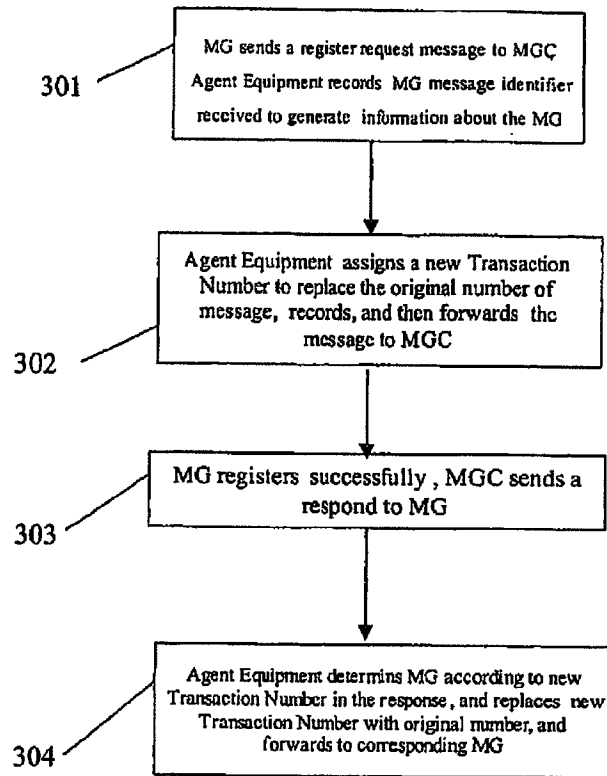 MG sends a register request message to MGC,
Agent Equipment records MG message identifier
received to generate information about the MG
301
Agent Equipment assigns a new Transaction
Number to replace the original number of
message, records, and then forwards the
message to MGC
302
MG registers successfully , MGC sends a
respond to MG
303
Agent Equipment determins MG according to new
Transaction Number in the response, and replaces new
Transaction Number with original number, and
forwards to corresponding MG
304